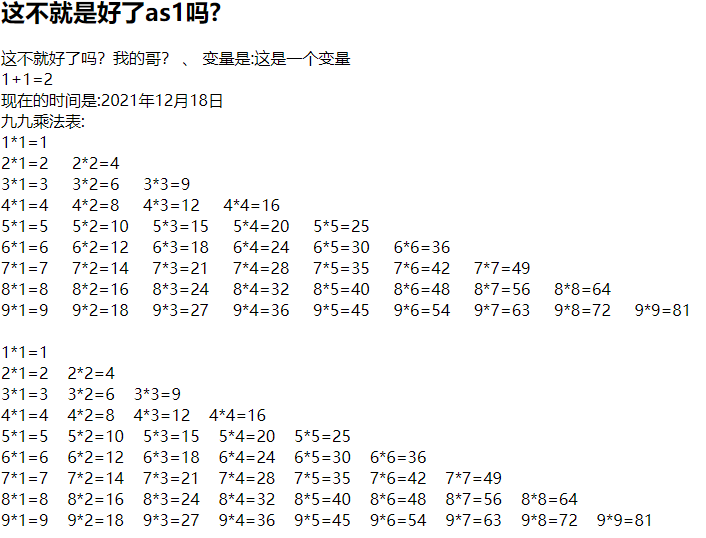 这不就是好了as1吗?
这不就好了吗？我的哥？ 、 变量是:这是一个变量
1+1=2
现在的时间是:2021年12月18日
九九乘法表:
1*1=1
2*1=2 2*2=4
3*1=3 3*2=6 3*3=9
4*1=4 4*2=8 4*3=12 4*4=16
5*1=5 5*2=10 5*3=15 5*4=20 5*5=25
6*1=6 6*2=12 6*3=18 6*4=24 6*5=30 6*6=36
7*1=7 7*2=14 7*3=21 7*4=28 7*5=35 7*6=42 7*7=49
8*1=8 8*2=16 8*3=24 8*4=32 8*5=40 8*6=48 8*7=56 8*8=64
9*1=9 9*2=18 9*3=27 9*4=36 9*5=45 9*6=54 9*7=63 9*8=72 9*9=81
1*1=1
2*1=2 2*2=4
3*1=3 3*2=6 3*3=9
4*1=4 4*2=8 4*3=12 4*4=16
5*1=5 5*2=10 5*3=15 5*4=20 5*5=25
6*1=6 6*2=12 6*3=18 6*4=24 6*5=30 6*6=36
7*1=7 7*2=14 7*3=21 7*4=28 7*5=35 7*6=42 7*7=49
8*1=8 8*2=16 8*3=24 8*4=32 8*5=40 8*6=48 8*7=56 8*8=64
9*1=9 9*2=18 9*3=27 9*4=36 9*5=45 9*6=54 9*7=63 9*8=72 9*9=81